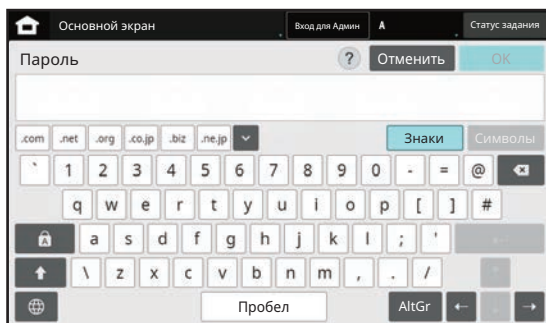 Основной экран Вход для Админ A Статус задания
Пароль ? Отменить OK
.com .net .org .co.jp .biz .ne.jp Знаки Символы
` 1 2 3 4 5 6 7 8 9 0 - = @
q w e r t y u i o p [ ] #
A a s d f g h j k l ; '
\ z x c v b n m , . /
Пробел AltGr ← ↓ →